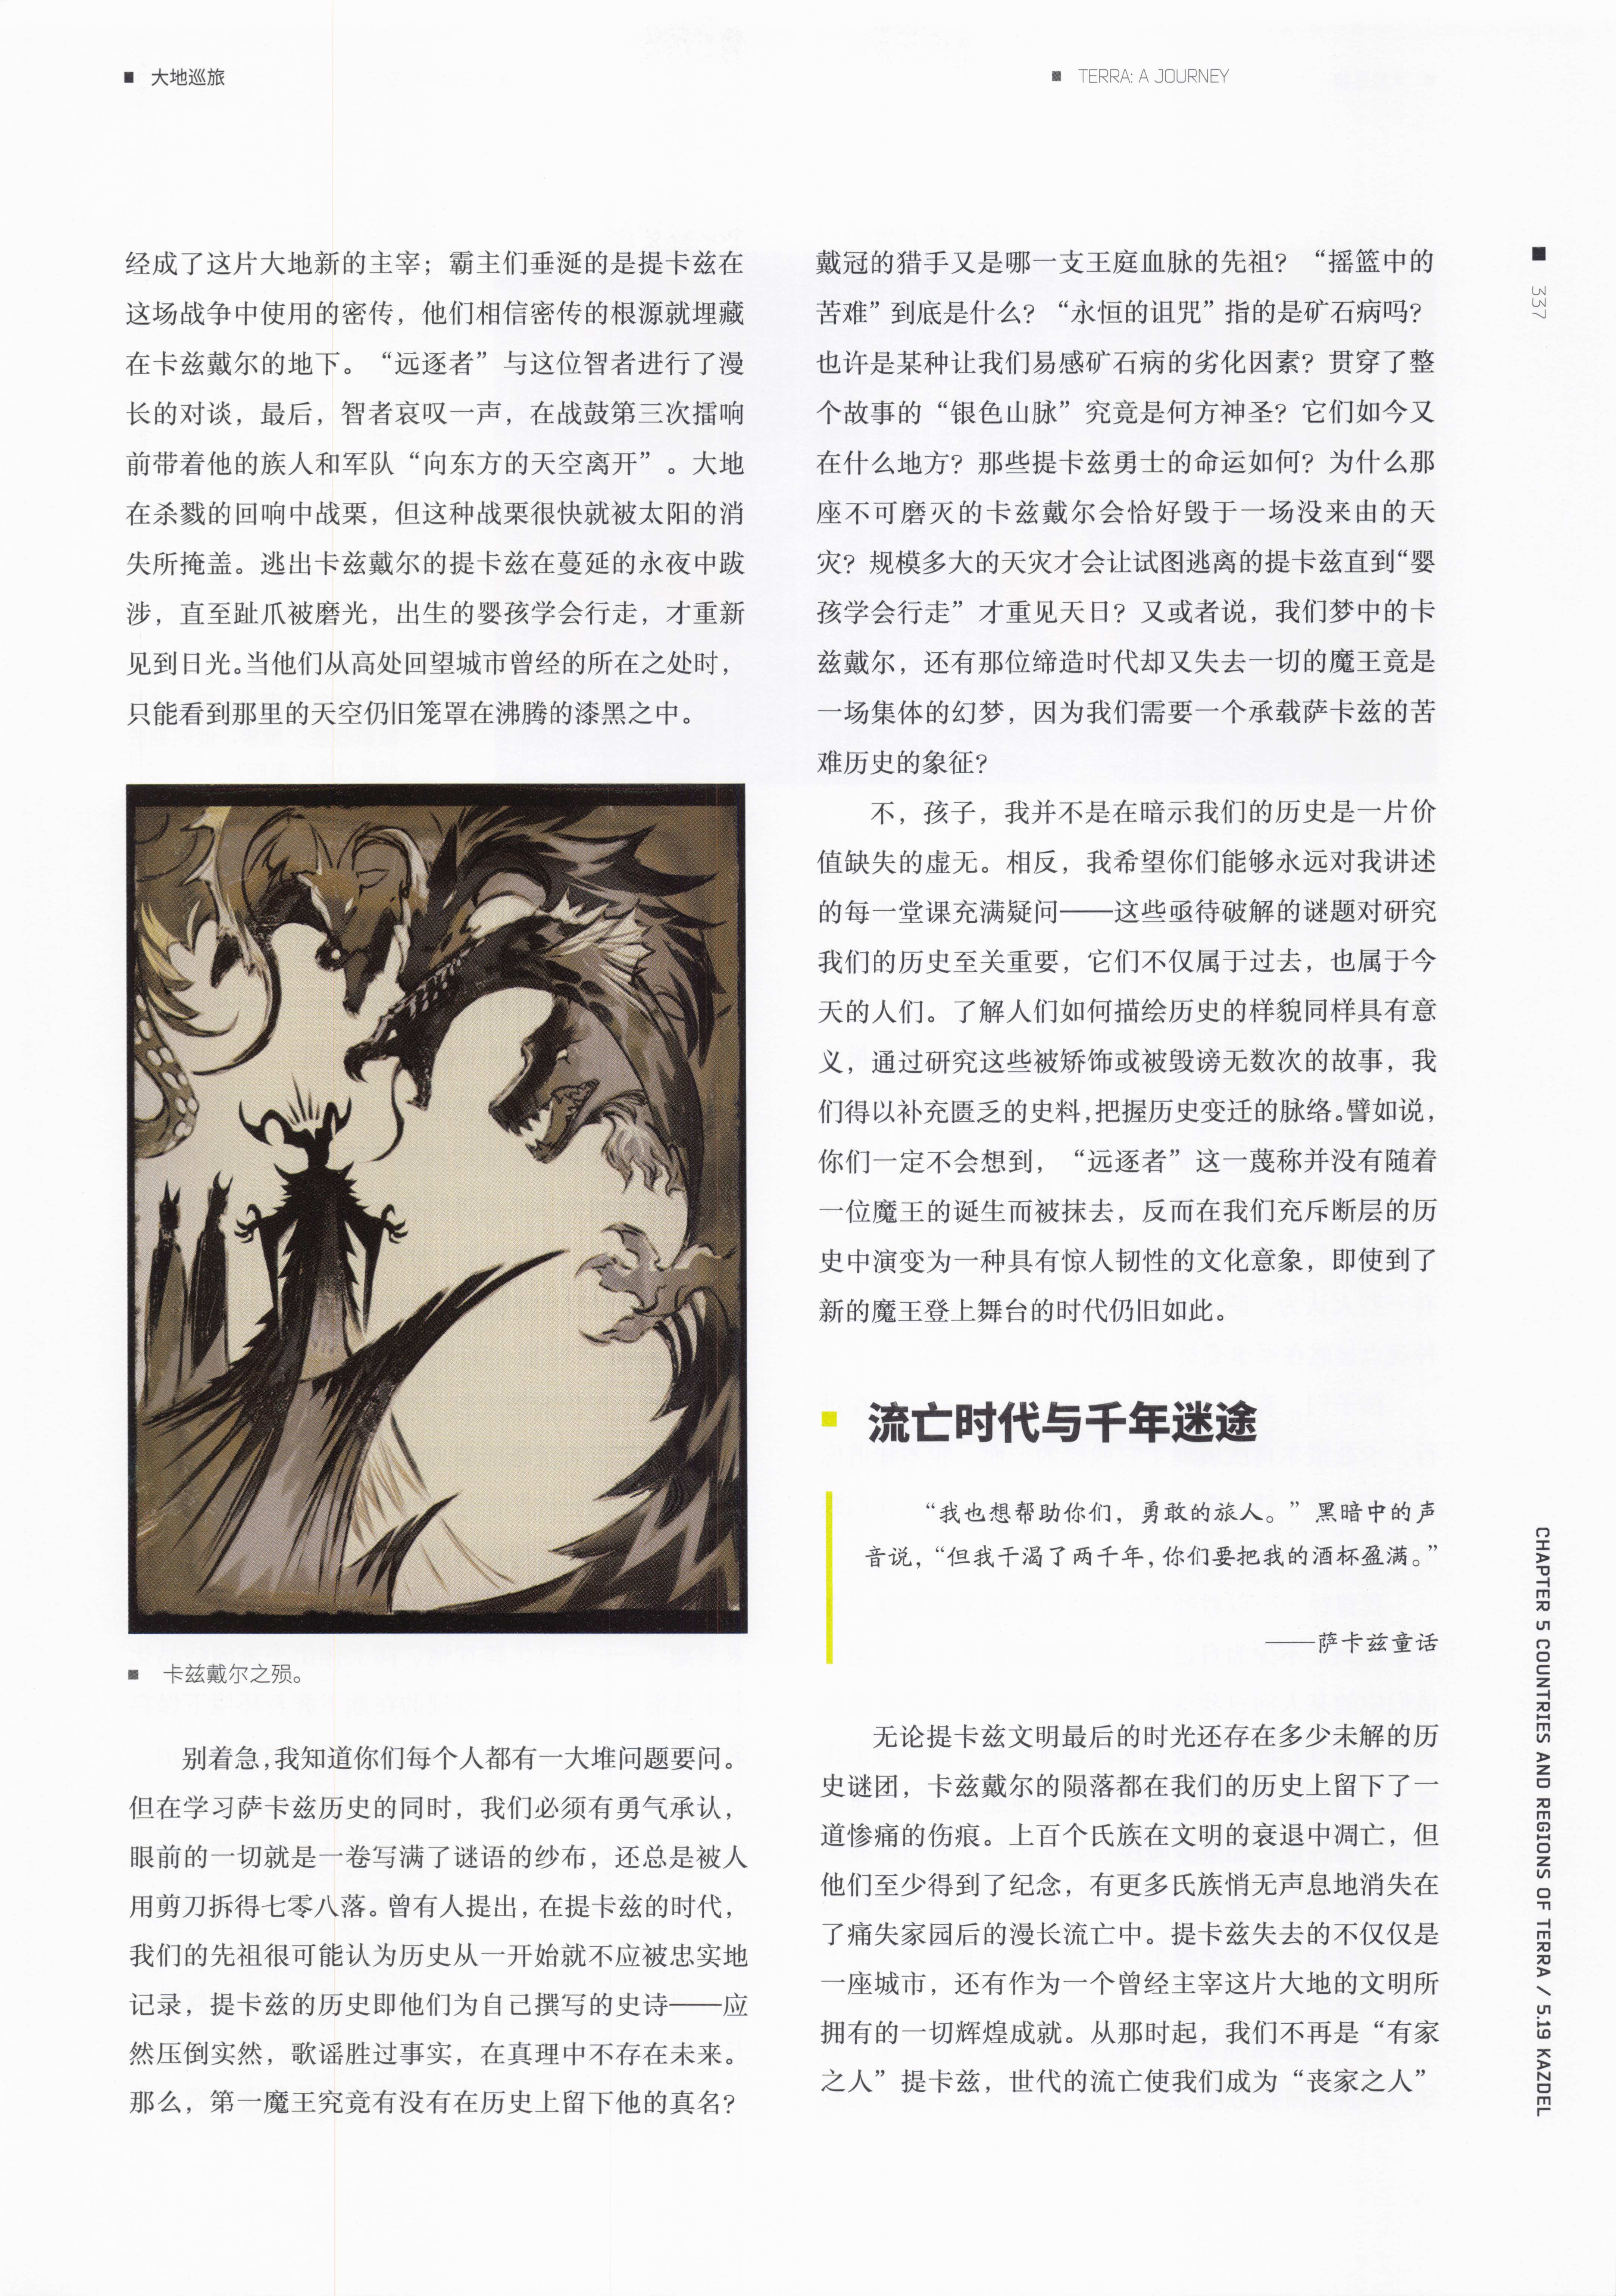 大地巡旅
TERRA: A JOURNEY
经成了这片大地新的主宰；霸主们垂涎的是提卡兹在
这场战争中使用的密传，他们相信密传的根源就埋藏
在卡兹戴尔的地下。“远逐者”与这位智者进行了漫
长的对谈，最后，智者哀叹一声，在战鼓第三次擂响
前带着他的族人和军队“向东方的天空离开”。大地
在杀戮的回响中战栗，但这种战栗很快就被太阳的消
失所掩盖。逃出卡兹戴尔的提卡兹在蔓延的永夜中跋
涉，直至趾爪被磨光，出生的婴孩学会行走，才重新
见到日光。当他们从高处回望城市曾经的所在之处时，
只能看到那里的天空仍旧笼罩在沸腾的漆黑之中。
卡兹戴尔之殒。
别着急，我知道你们每个人都有一大堆问题要问。
但在学习萨卡兹历史的同时，我们必须有勇气承认，
眼前的一切就是一卷写满了谜语的纱布，还总是被人
用剪刀拆得七零八落。曾有人提出，在提卡兹的时代，
我们的先祖很可能认为历史从一开始就不应被忠实地
记录，提卡兹的历史即他们为自己撰写的史诗——应
然压倒实然，歌谣胜过事实，在真理中不存在未来。
那么，第一魔王究竟有没有在历史上留下他的真名？
戴冠的猎手又是哪一支王庭血脉的先祖？“摇篮中的
苦难”到底是什么？“永恒的诅咒”指的是矿石病吗？
也许是某种让我们易感矿石病的劣化因素？贯穿了整
个故事的“银色山脉”究竟是何方神圣？它们如今又
在什么地方？那些提卡兹勇士的命运如何？为什么那
座不可磨灭的卡兹戴尔会恰好毁于一场没来由的天
灾？规模多大的天灾才会让试图逃离的提卡兹直到“婴
孩学会行走”才重见天日？又或者说，我们梦中的卡
兹戴尔，还有那位缔造时代却又失去一切的魔王竟是
一场集体的幻梦，因为我们需要一个承载萨卡兹的苦
难历史的象征？
不，孩子，我并不是在暗示我们的历史是一片价
值缺失的虚无。相反，我希望你们能够永远对我讲述
的每一堂课充满疑问——这些亟待破解的谜题对研究
我们的历史至关重要，它们不仅属于过去，也属于今
天的人们。了解人们如何描绘历史的样貌同样具有意
义，通过研究这些被矫饰或被毁谤无数次的故事，我
们得以补充匮乏的史料，把握历史变迁的脉络。譬如说，
你们一定不会想到，“远逐者”这一蔑称并没有随着
一位魔王的诞生而被抹去，反而在我们充斥断层的历
史中演变为一种具有惊人韧性的文化意象，即使到了
新的魔王登上舞台的时代仍旧如此。
流亡时代与千年迷途
“我也想帮助你们，勇敢的旅人。”黑暗中的声
音说，“但我干渴了两千年，你们要把我的酒杯盈满。”
——萨卡兹童话
无论提卡兹文明最后的时光还存在多少未解的历
史谜团，卡兹戴尔的陨落都在我们的历史上留下了一
道惨痛的伤痕。上百个氏族在文明的衰退中凋亡，但
他们至少得到了纪念，有更多氏族悄无声息地消失在
了痛失家园后的漫长流亡中。提卡兹失去的不仅仅是
一座城市，还有作为一个曾经主宰这片大地的文明所
拥有的一切辉煌成就。从那时起，我们不再是“有家
之人”提卡兹，世代的流亡使我们成为“丧家之人”
337
CHAPTER 5 COUNTRIES AND REGIONS OF TERRA / 5.19 KAZDEL